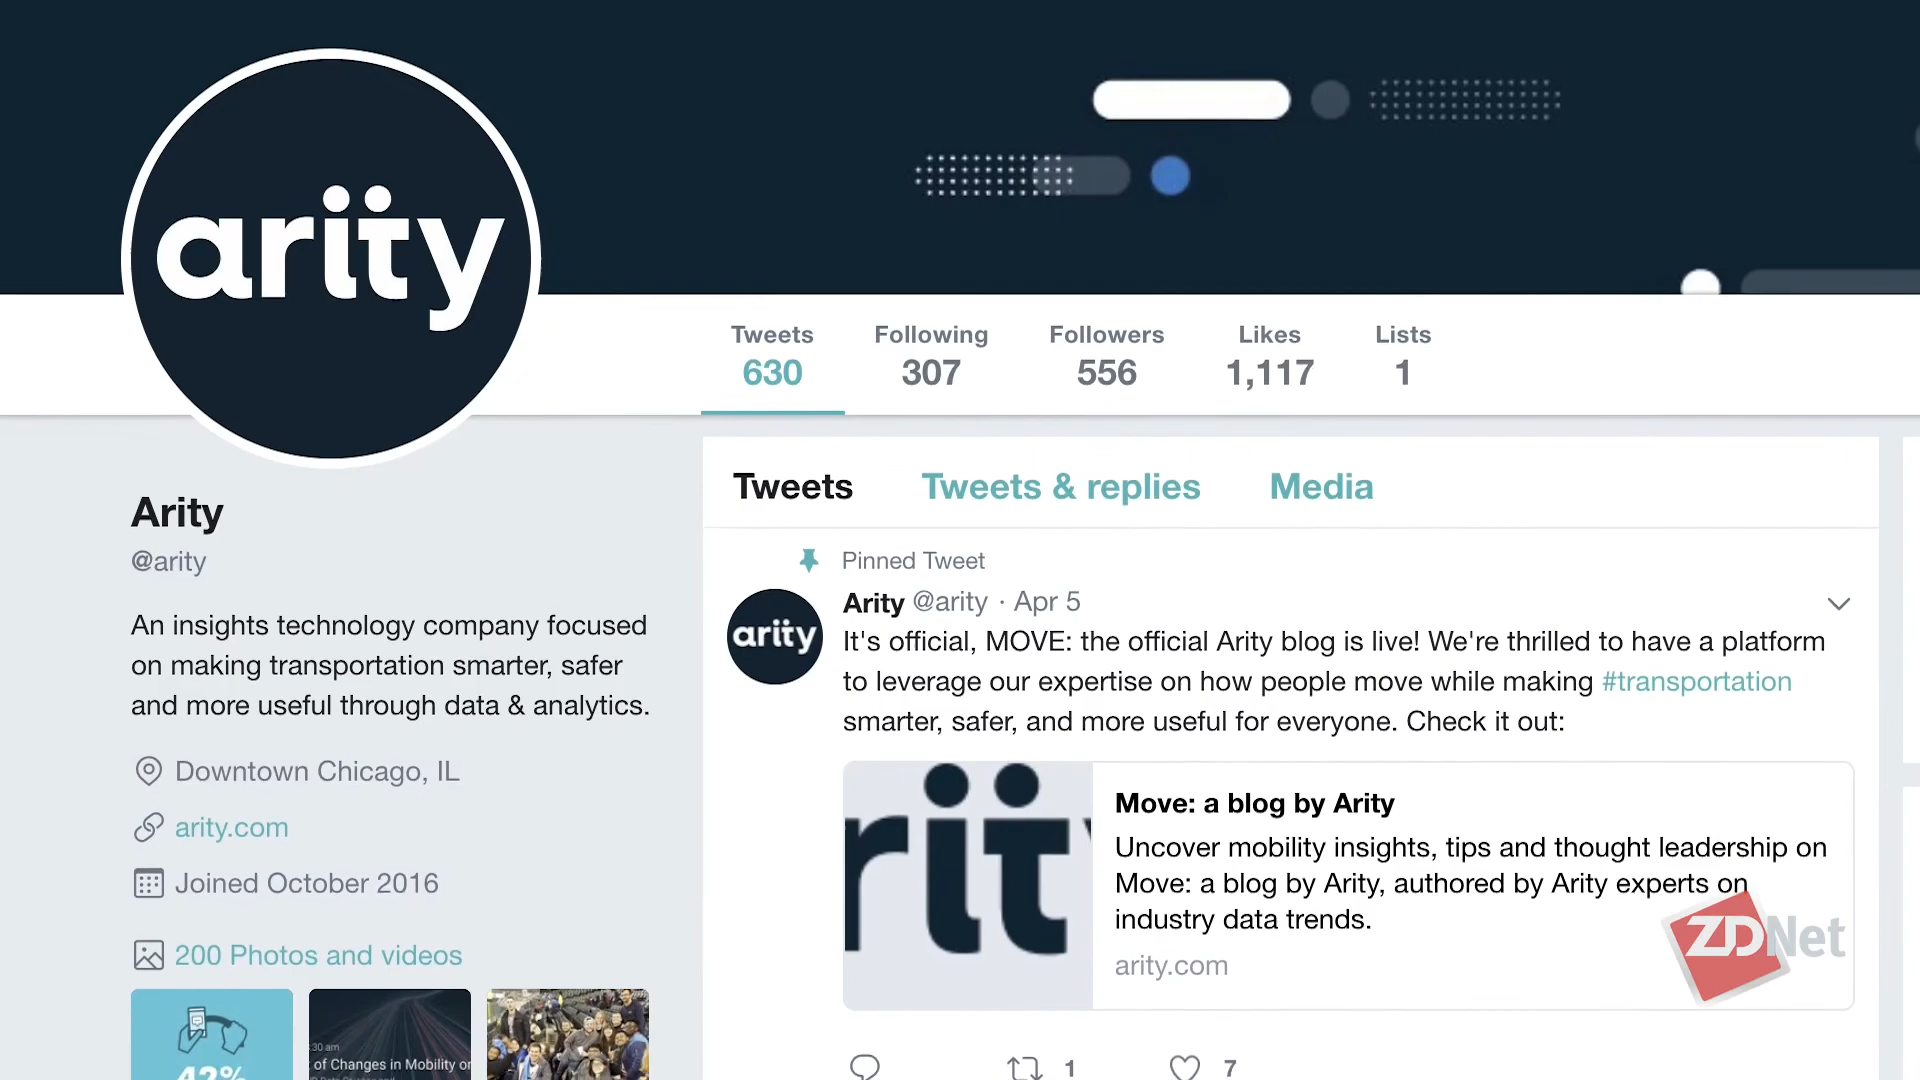 arity
Tweets
630
Following
307
Followers
556
Likes
1,117
Lists
1
Arity
@arity
An insights technology company focused
on making transportation smarter, safer
and more useful through data & analytics.
Downtown Chicago, IL
arity.com
Joined October 2016
200 Photos and videos
42%
:30 am
of Changes in Mobility on
Tweets
Tweets & replies
Media
Pinned Tweet
arity
Arity @arity · Apr 5
It's official, MOVE: the official Arity blog is live! We're thrilled to have a platform
to leverage our expertise on how people move while making #transportation
smarter, safer, and more useful for everyone. Check it out:
Move: a blog by Arity
Uncover mobility insights, tips and thought leadership on
Move: a blog by Arity, authored by Arity experts on
industry data trends.
arity.com
ZDNet
1
7